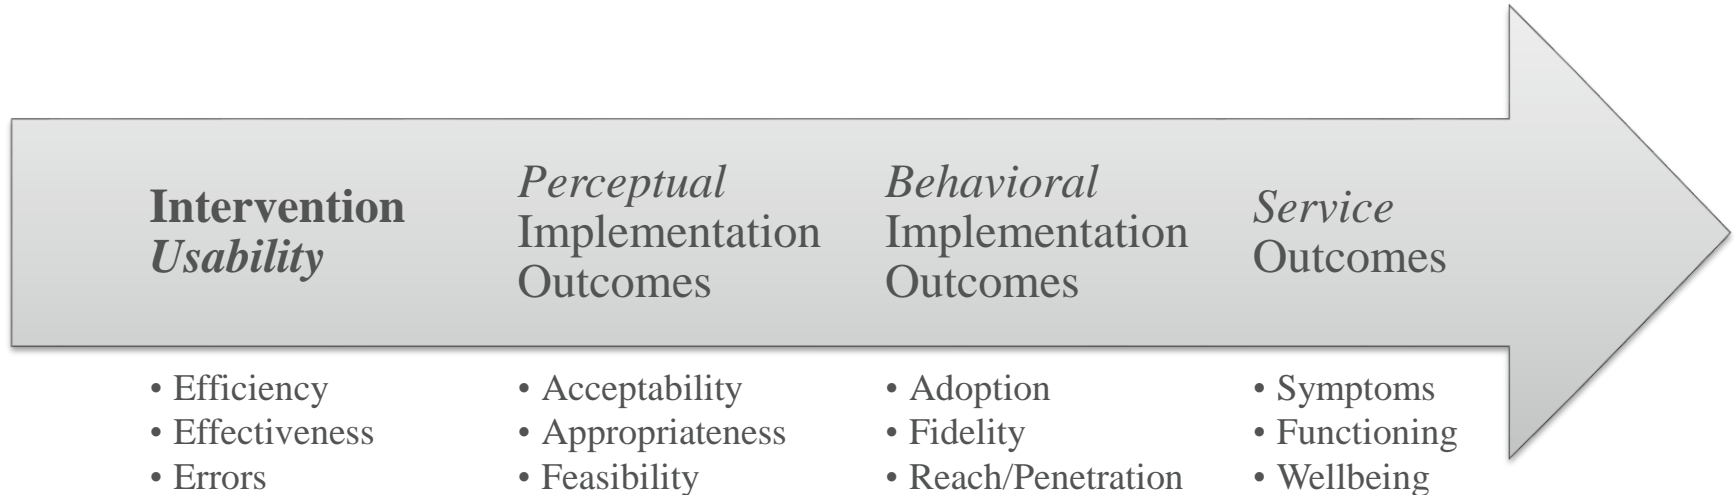 Intervention
Usability
Perceptual
Implementation
Outcomes
Behavioral
Implementation
Outcomes
Service
Outcomes
• Efficiency
• Effectiveness
• Errors
• Acceptability
• Appropriateness
• Feasibility
• Adoption
• Fidelity
• Reach/Penetration
• Symptoms
• Functioning
• Wellbeing